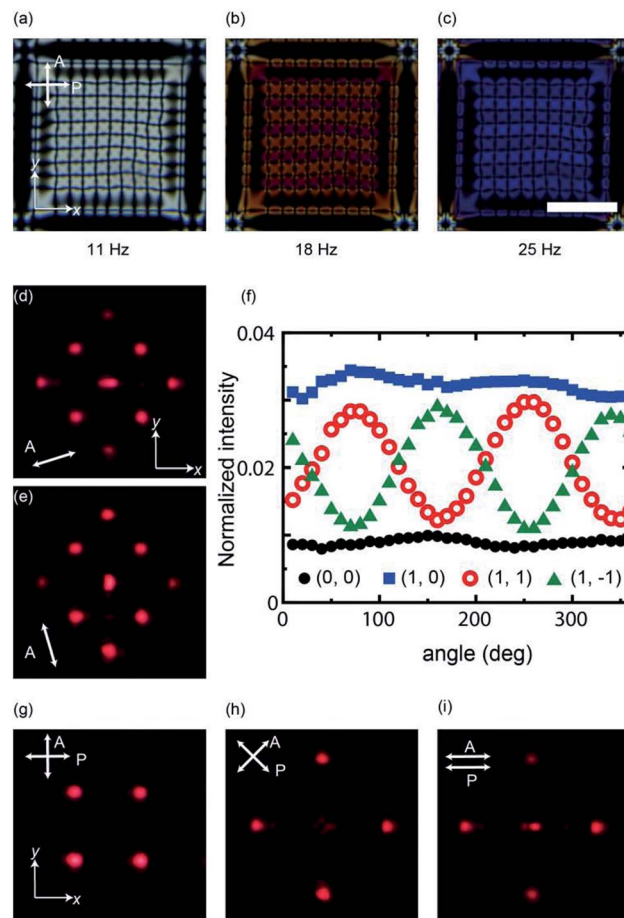 (a)
(b)
(c)
A
P
y
x
11 Hz
18 Hz
25 Hz
(d)
A
y
x
(e)
A
(f)
0.04
0.02
0
Normalized intensity
(0, 0)
(1, 0)
(1, 1)
(1, -1)
0
100
200
300
angle (deg)
(g)
(h)
(i)
A
P
y
x
A
P
A
P